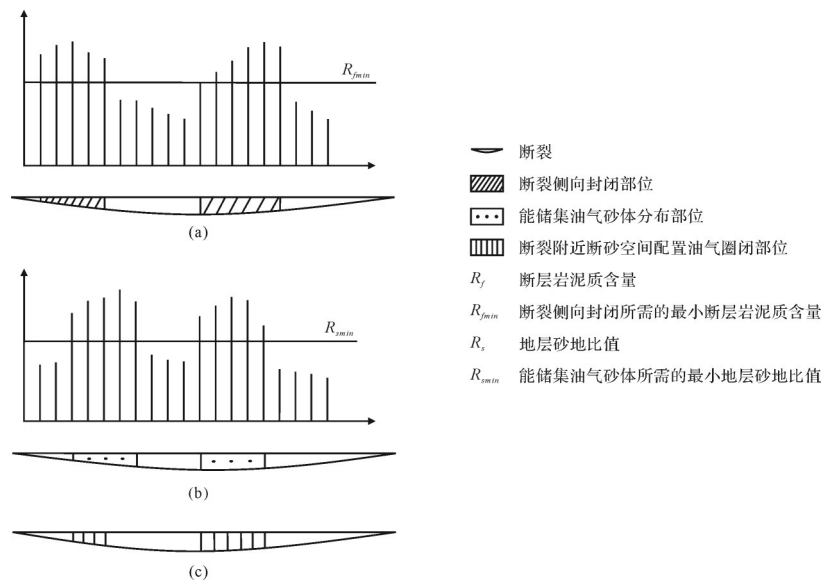 R_fmin
(a)
R_smin
(b)
(c)
断裂
断裂侧向封闭部位
能储集油气砂体分布部位
断裂附近断砂空间配置油气圈闭部位
R_f 断层岩泥质含量
R_fmin 断裂侧向封闭所需的最小断层岩泥质含量
R_s 地层砂地比值
R_smin 能储集油气砂体所需的最小地层砂地比值